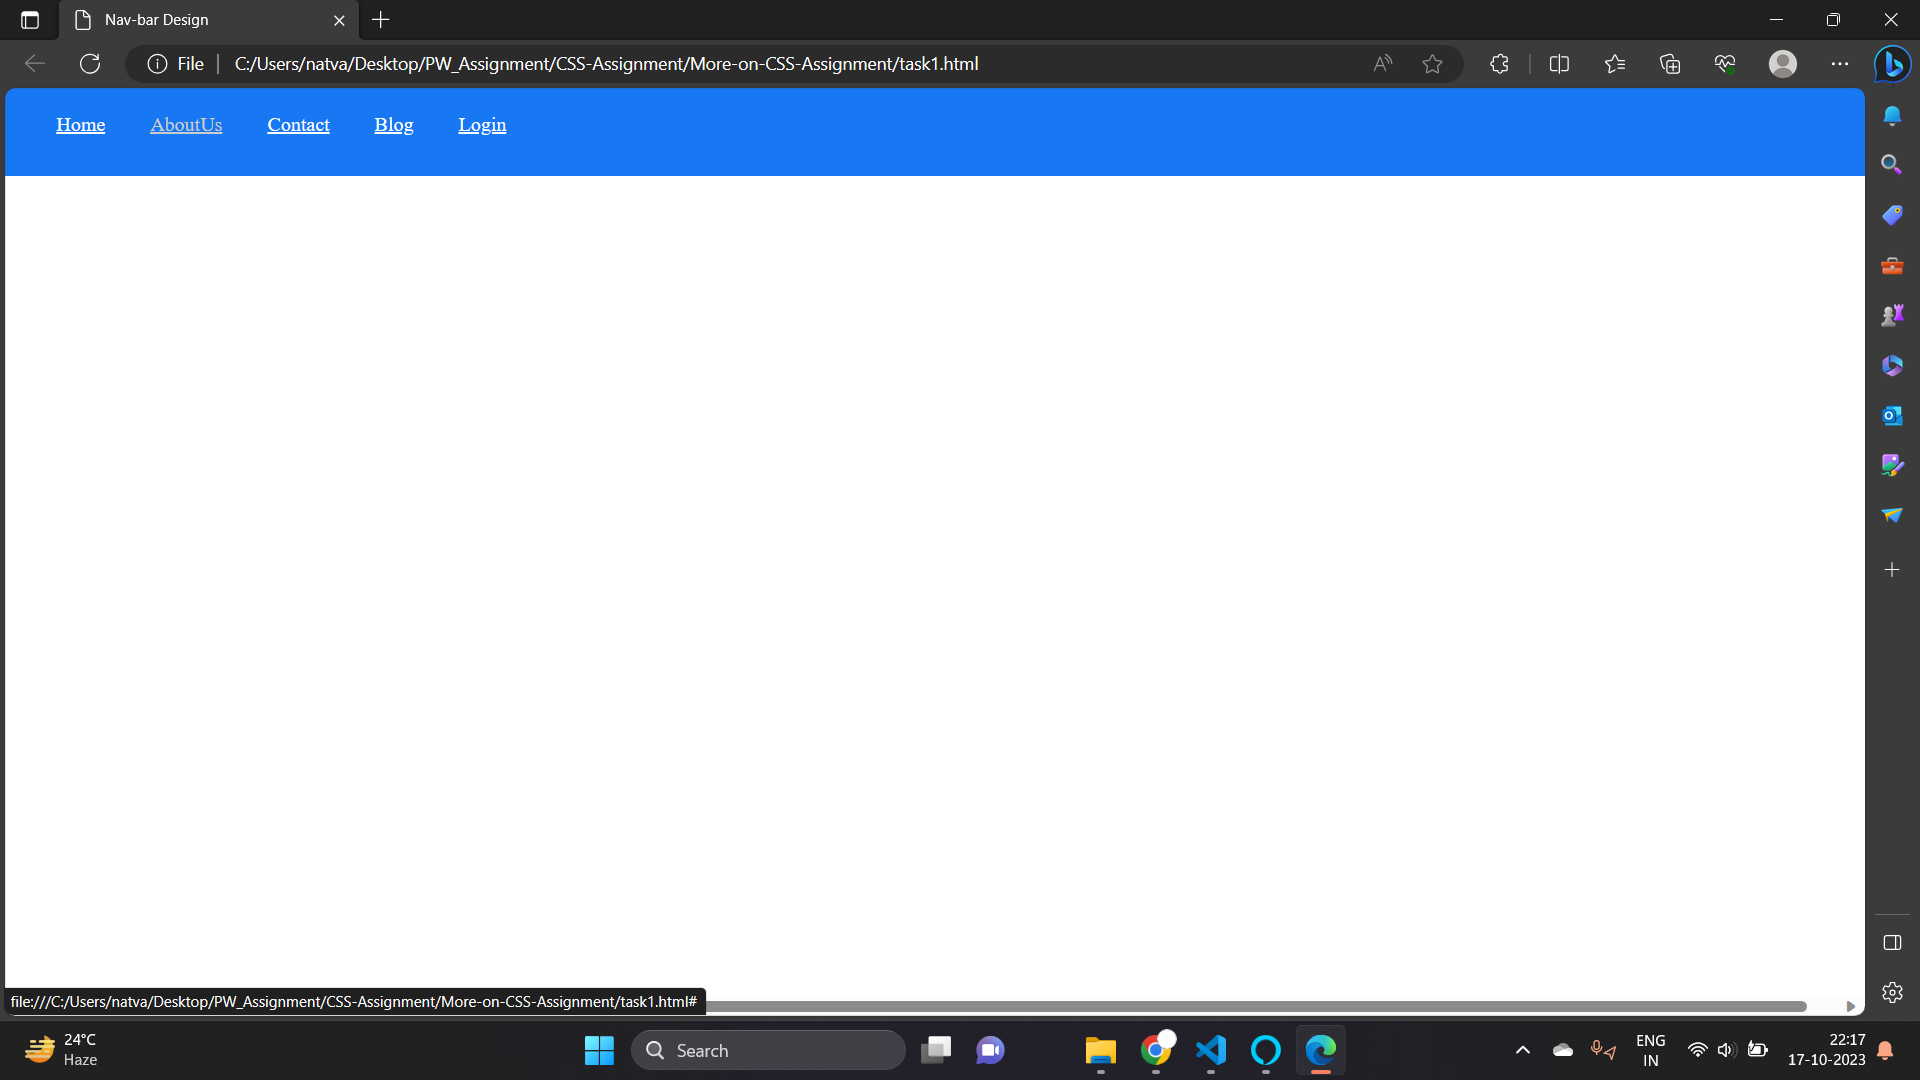 Nav-bar Design
File C:/Users/natva/Desktop/PW_Assignment/CSS-Assignment/More-on-CSS-Assignment/task1.html
Home AboutUs Contact Blog Login
file:///C:/Users/natva/Desktop/PW_Assignment/CSS-Assignment/More-on-CSS-Assignment/task1.html#
24°C
Haze
Search
ENG
IN
22:17
17-10-2023